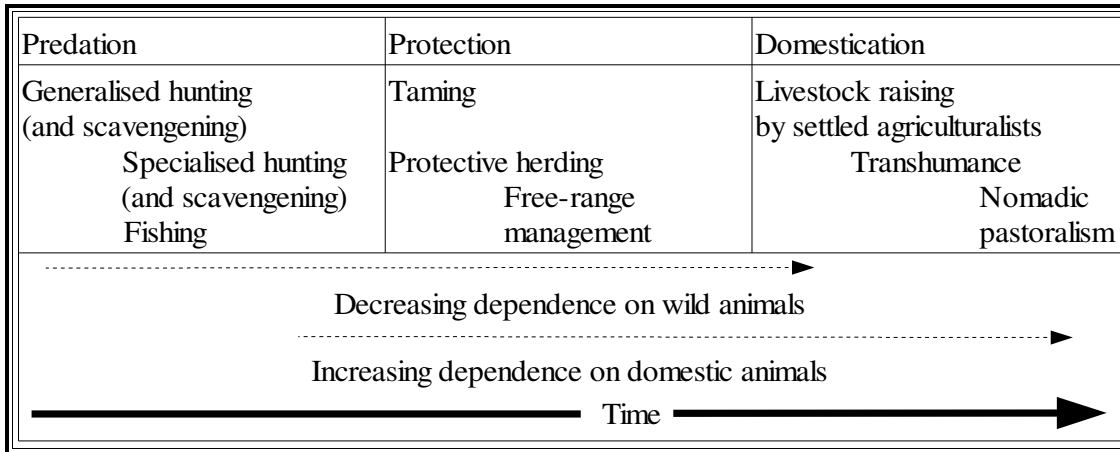 Predation
Protection
Domestication
Generalised hunting
(and scavengening)
Specialised hunting
(and scavengening)
Fishing
Taming
Protective herding
Free-range
management
Livestock raising
by settled agriculturalists
Transhumance
Nomadic
pastoralism
Decreasing dependence on wild animals
Increasing dependence on domestic animals
Time